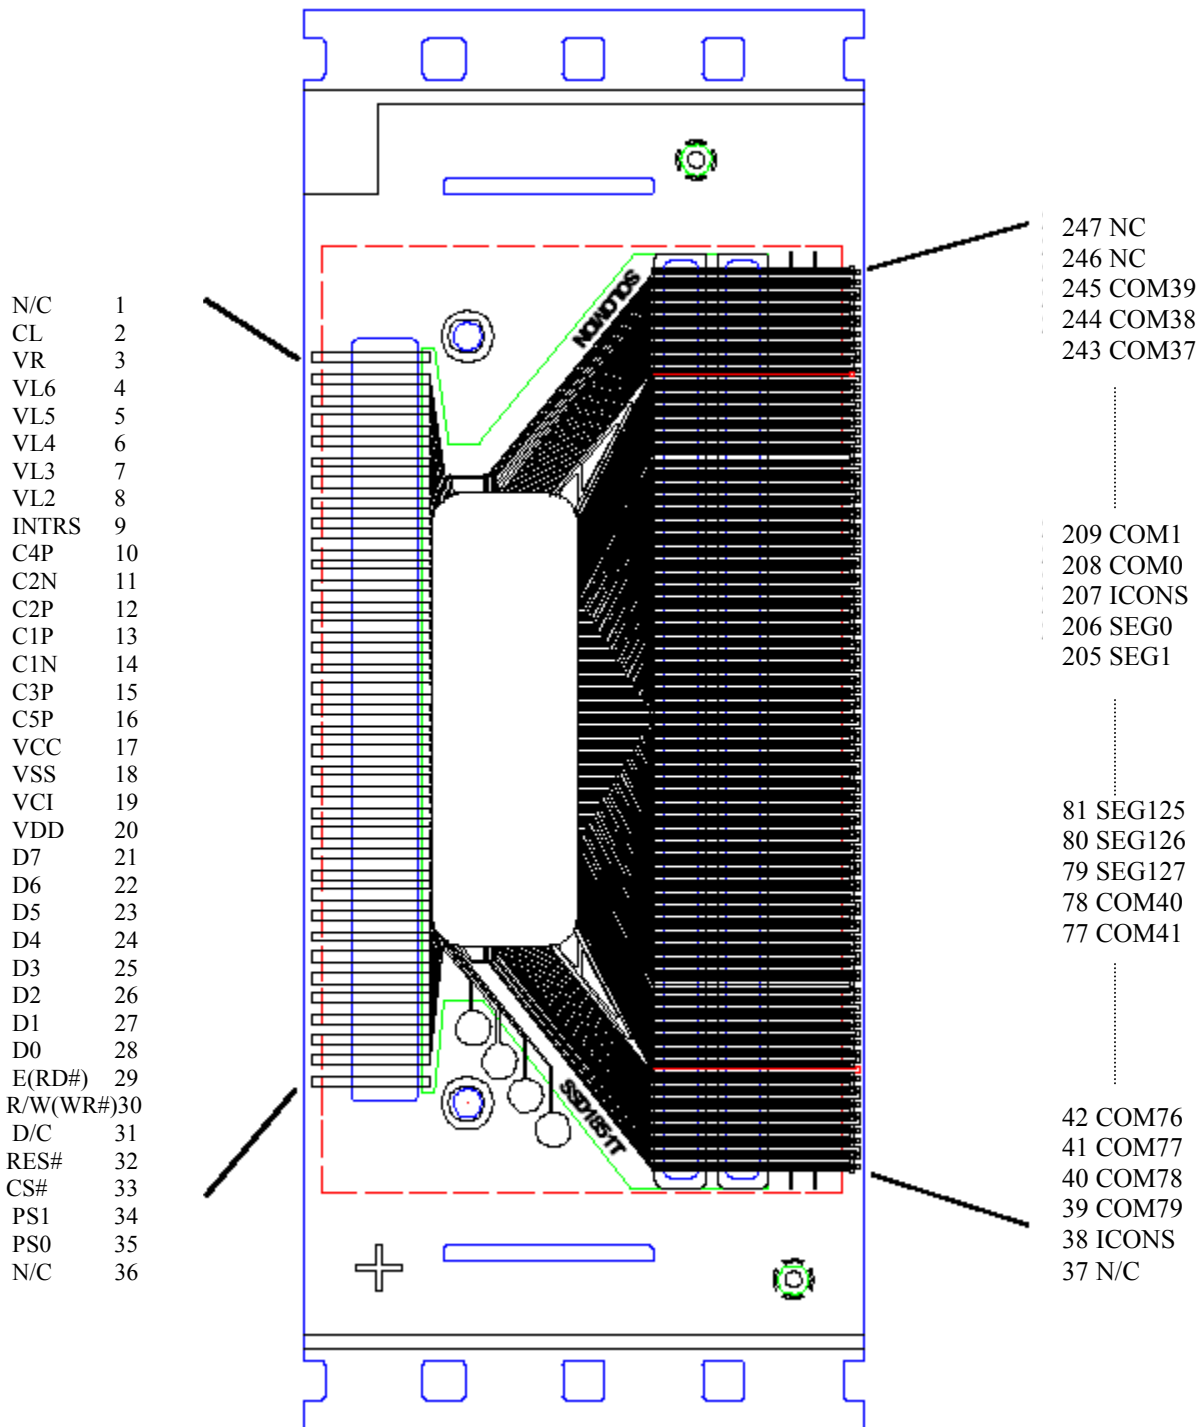 N/C 1
CL 2
VR 3
VL6 4
VL5 5
VL4 6
VL3 7
VL2 8
INTRS 9
C4P 10
C2N 11
C2P 12
C1P 13
C1N 14
C3P 15
C5P 16
VCC 17
VSS 18
VCI 19
VDD 20
D7 21
D6 22
D5 23
D4 24
D3 25
D2 26
D1 27
D0 28
E(RD#) 29
R/W(WR#)30
D/C 31
RES# 32
CS# 33
PS1 34
PS0 35
N/C 36
SOLOMON
SSD1851T
247 NC
246 NC
245 COM39
244 COM38
243 COM37
209 COM1
208 COM0
207 ICONS
206 SEG0
205 SEG1
81 SEG125
80 SEG126
79 SEG127
78 COM40
77 COM41
42 COM76
41 COM77
40 COM78
39 COM79
38 ICONS
37 N/C